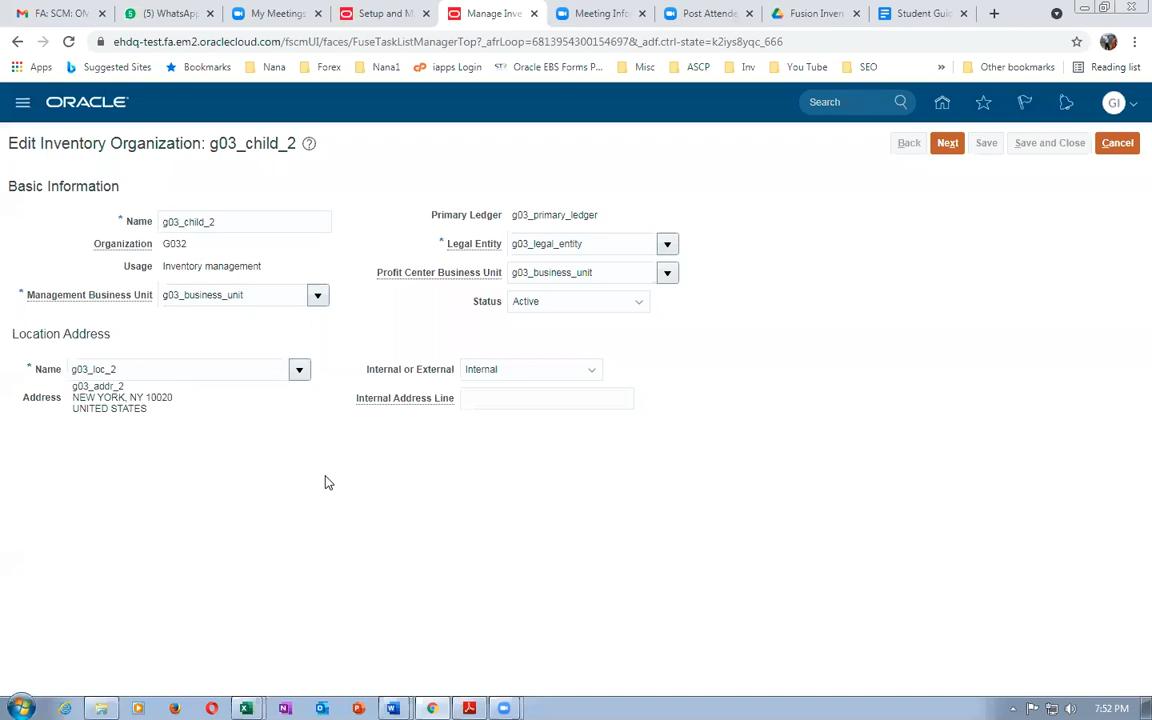 FA: SCM: OM
(5) WhatsApp
My Meetings
Setup and M
Manage Inve
Meeting Info
Post Attende
Fusion Inven
Student Guid
ehdq-test.fa.em2.oraclecloud.com/fscmUI/faces/FuseTaskListManagerTop?_afrLoop=6813954300154697&_adf.ctrl-state=k2iys8yqc_666
Apps
Suggested Sites
Bookmarks
Nana
Forex
Nana1
iapps Login
Oracle EBS Forms P...
Misc
ASCP
Inv
You Tube
SEO
»
Other bookmarks
Reading list
ORACLE
Search
GI
Edit Inventory Organization: g03_child_2
Back
Next
Save
Save and Close
Cancel
Basic Information
* Name g03_child_2
Organization G032
Usage Inventory management
* Management Business Unit g03_business_unit
Primary Ledger g03_primary_ledger
* Legal Entity g03_legal_entity
Profit Center Business Unit g03_business_unit
Status Active
Location Address
* Name g03_loc_2
g03_addr_2
Address NEW YORK, NY 10020
UNITED STATES
Internal or External Internal
Internal Address Line
7:52 PM